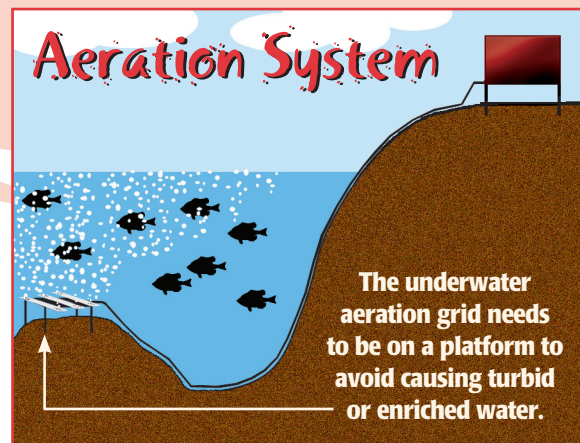 Aeration System
The underwater
aeration grid needs
to be on a platform to
avoid causing turbid
or enriched water.